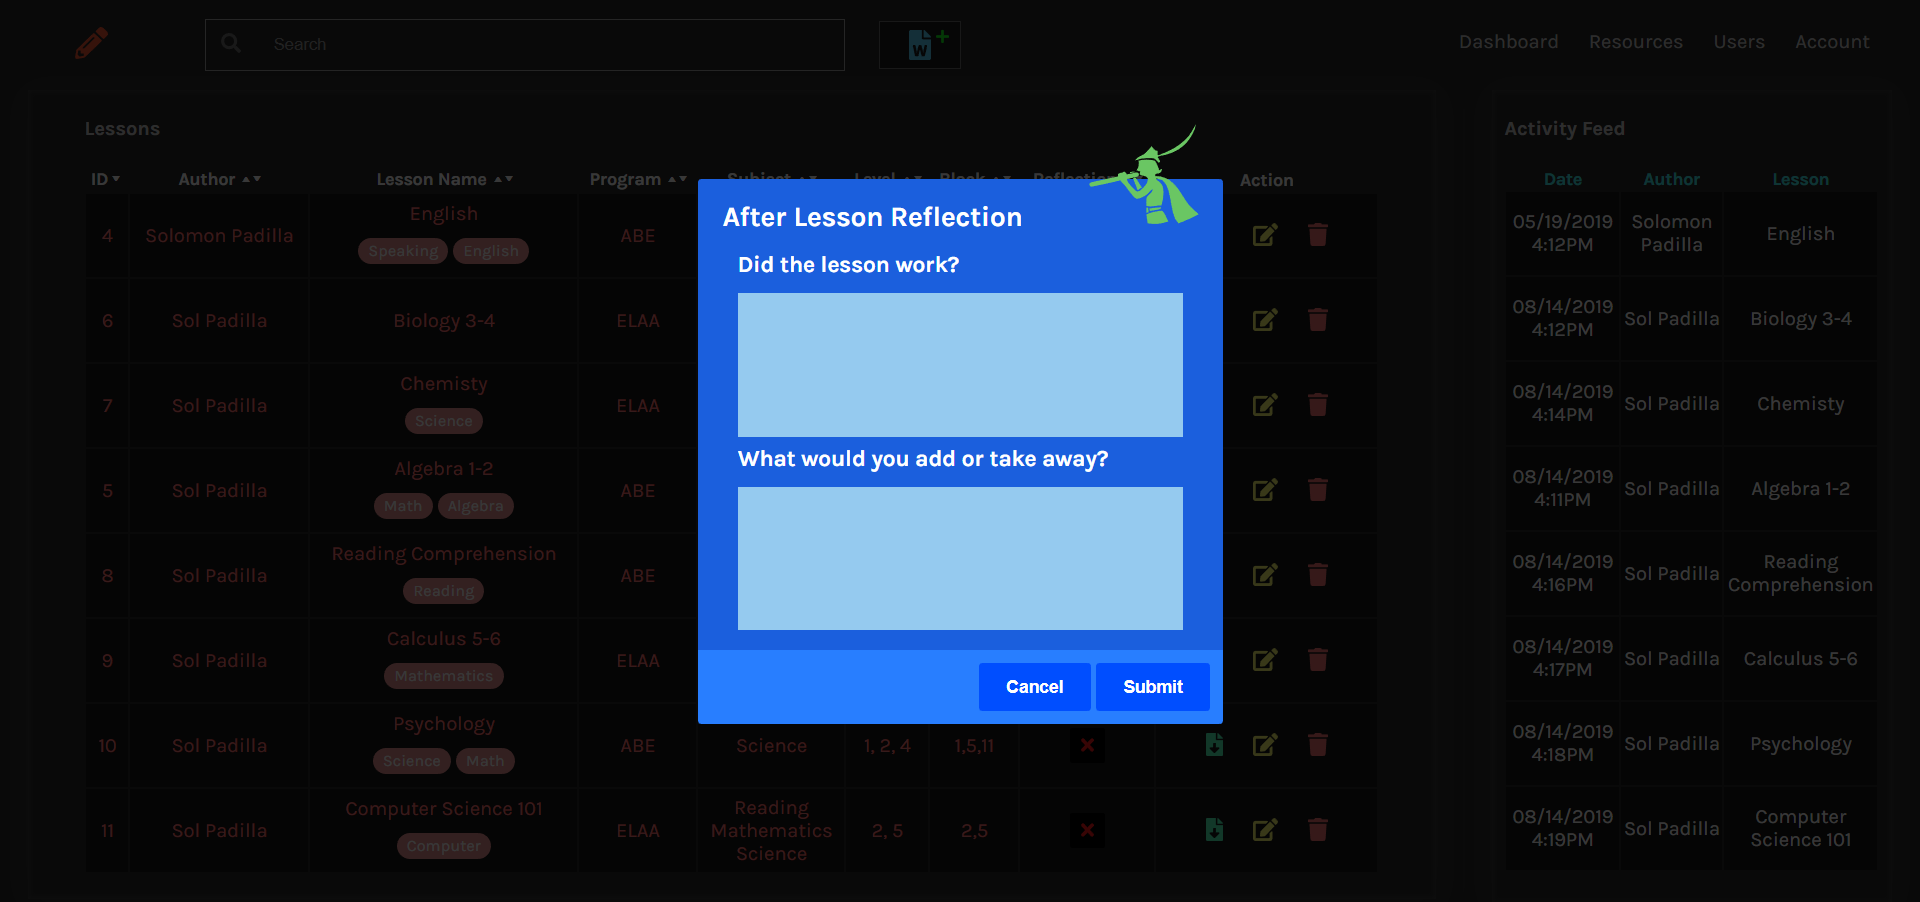 Search
W
Dashboard Resources Users Account
Lessons
ID Author Lesson Name Program Subject Level Block Reflection Action
4 Solomon Padilla English ABE
Speaking English
6 Sol Padilla Biology 3-4 ELAA
7 Sol Padilla Chemisty ELAA
Science
5 Sol Padilla Algebra 1-2 ABE
Math Algebra
8 Sol Padilla Reading Comprehension ABE
Reading
9 Sol Padilla Calculus 5-6 ELAA
Mathematics
10 Sol Padilla Psychology ABE Science 1, 2, 4 1,5,11
Science Math
11 Sol Padilla Computer Science 101 ELAA Reading
Mathematics 2, 5 2,5
Science
Computer
After Lesson Reflection
Did the lesson work?
What would you add or take away?
Cancel Submit
Activity Feed
Date Author Lesson
05/19/2019 Solomon English
4:12PM Padilla
08/14/2019 Sol Padilla Biology 3-4
4:12PM
08/14/2019 Sol Padilla Chemisty
4:14PM
08/14/2019 Sol Padilla Algebra 1-2
4:11PM
08/14/2019 Sol Padilla Reading
4:16PM Comprehension
08/14/2019 Sol Padilla Calculus 5-6
4:17PM
08/14/2019 Sol Padilla Psychology
4:18PM
08/14/2019 Sol Padilla Computer
4:19PM Science 101